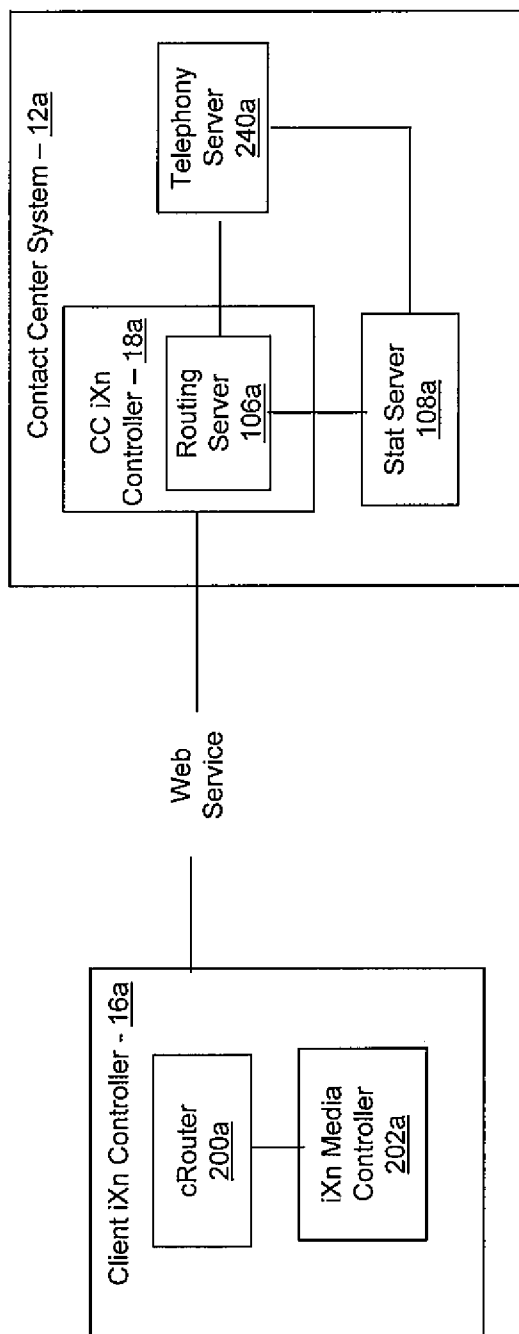 Client iXn Controller - 16a
cRouter
200a
iXn Media
Controller
202a
Web
Service
Contact Center System – 12a
CC iXn
Controller – 18a
Routing
Server
106a
Telephony
Server
240a
Stat Server
108a